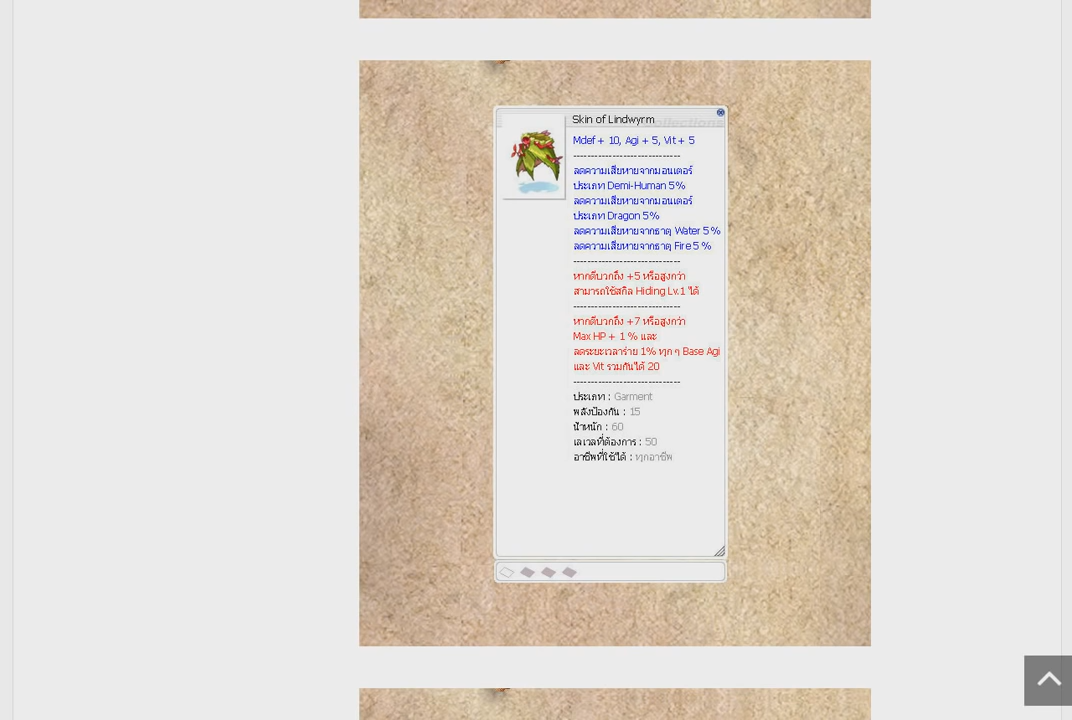 Skin of Lindwyrm
collections
Mdef + 10, Agi + 5, Vit + 5
------------------------------
ลดความเสียหายจากมอนเตอร์
ประเภท Demi-Human 5%
ลดความเสียหายจากมอนเตอร์
ประเภท Dragon 5%
ลดความเสียหายจากธาตุ Water 5 %
ลดความเสียหายจากธาตุ Fire 5 %
------------------------------
หากตีบวกถึง +5 หรือสูงกว่า
สามารถใช้สกิล Hiding Lv.1 ได้
------------------------------
หากตีบวกถึง +7 หรือสูงกว่า
Max HP + 1 % และ
ลดระยะเวลาร่าย 1% ทุก ๆ Base Agi
และ Vit รวมกันได้ 20
------------------------------
ประเภท : Garment
พลังป้องกัน : 15
น้ำหนัก : 60
เลเวลที่ต้องการ : 50
อาชีพที่ใช้ได้ : ทุกอาชีพ